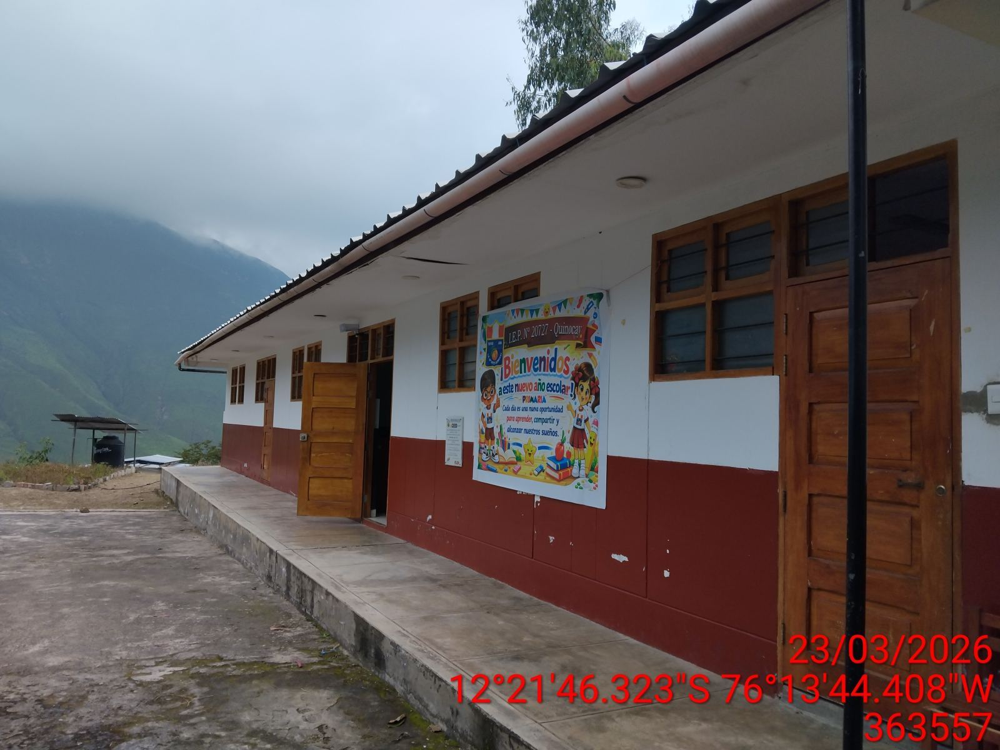 I.E.P. Nº 20727 - Quinocay
¡Bienvenidos
a este nuevo año escolar!
PRIMARIA
Cada día es una nueva oportunidad
para aprender, compartir y
alcanzar nuestros sueños.
23/03/2026
12°21'46.323"S 76°13'44.408"W
363557